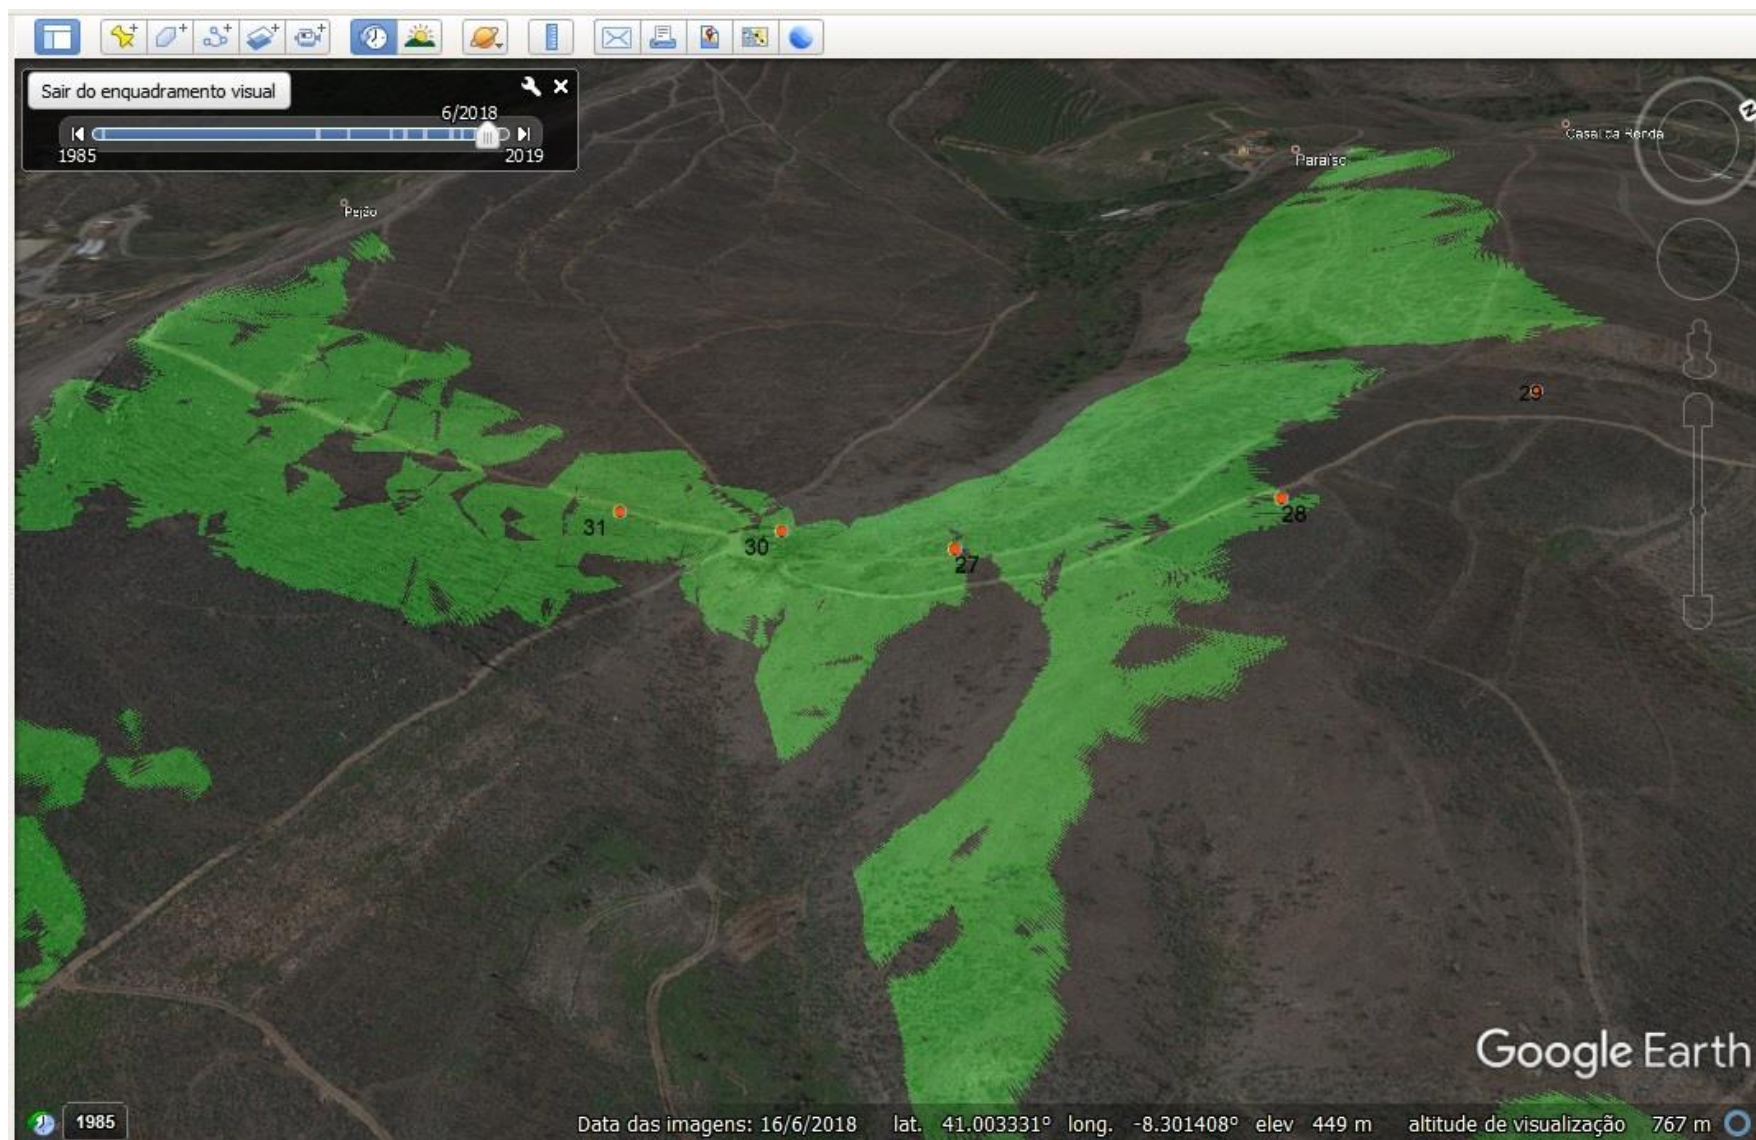 Sair do enquadramento visual
6/2018
1985
2019
Pejão
Paraíso
Casal da Renda
29
28
31
30
27
Google Earth
1985
Data das imagens: 16/6/2018 lat. 41.003331° long. -8.301408° elev 449 m altitude de visualização 767 m